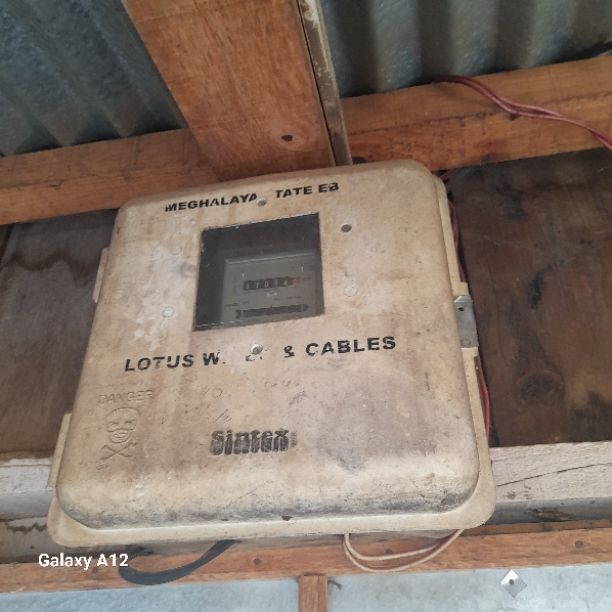 MEGHALAYA TATE EB
LOTUS W & CABLES
DANGER
Sintex
Galaxy A12